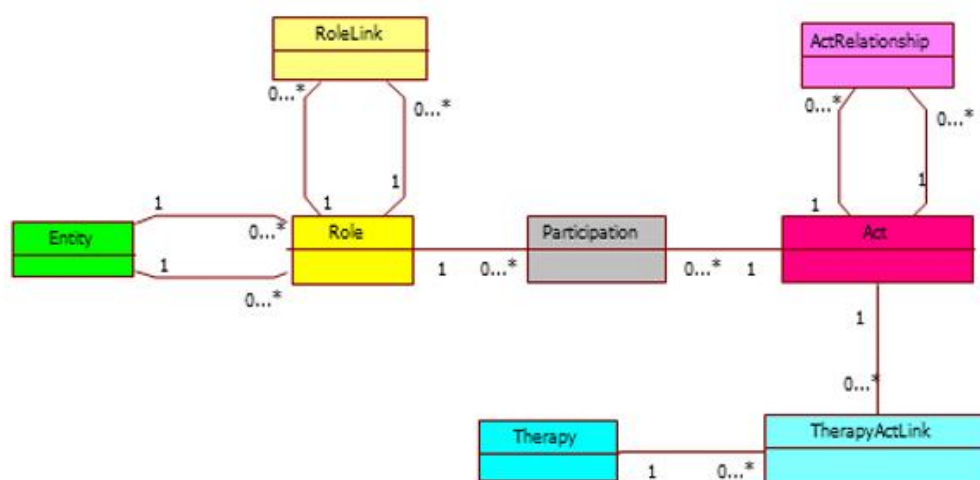 RoleLink
ActRelationship
0...*
0...*
0...*
0...*
1
1
1
1
1
Entity
0...*
Role
Participation
Act
1
0...*
1
0...*
0...*
1
1
0...*
Therapy
TherapyActLink
1
0...*